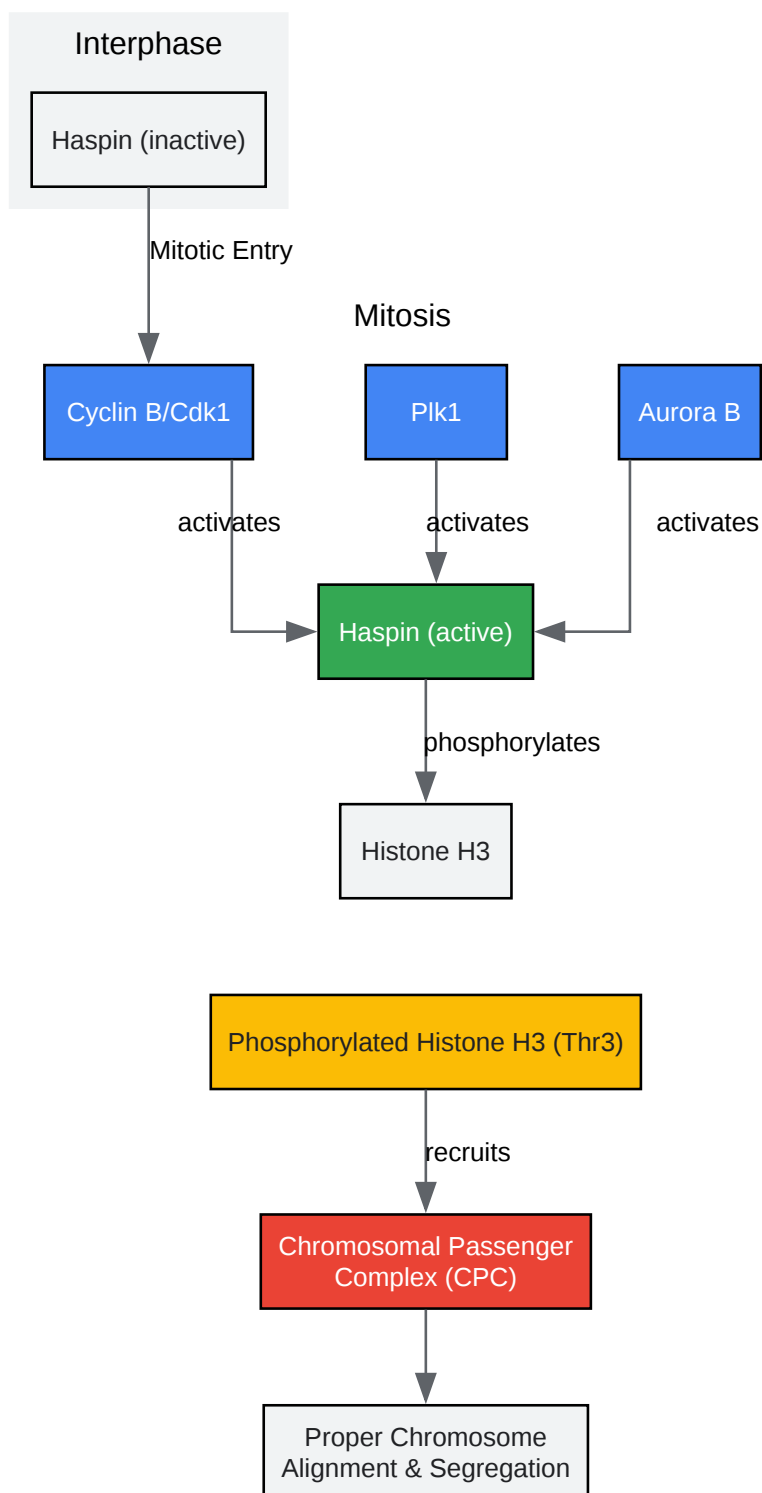 Interphase
Haspin (inactive)
Mitotic Entry
Mitosis
Cyclin B/Cdk1
Plk1
Aurora B
activates
activates
activates
Haspin (active)
phosphorylates
Histone H3
Phosphorylated Histone H3 (Thr3)
recruits
Chromosomal Passenger
Complex (CPC)
Proper Chromosome
Alignment & Segregation